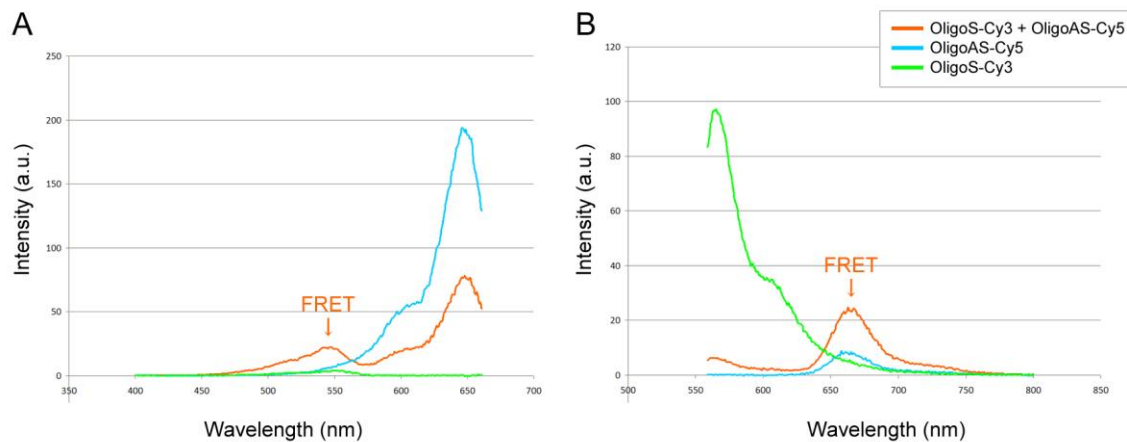 A
Intensity (a.u.)
250
200
150
100
50
0
FRET
350
400
450
500
550
600
650
700
Wavelength (nm)
B
OligoS-Cy3 + OligoAS-Cy5
OligoAS-Cy5
OligoS-Cy3
Intensity (a.u.)
120
100
80
60
40
20
0
FRET
500
550
600
650
700
750
800
850
Wavelength (nm)